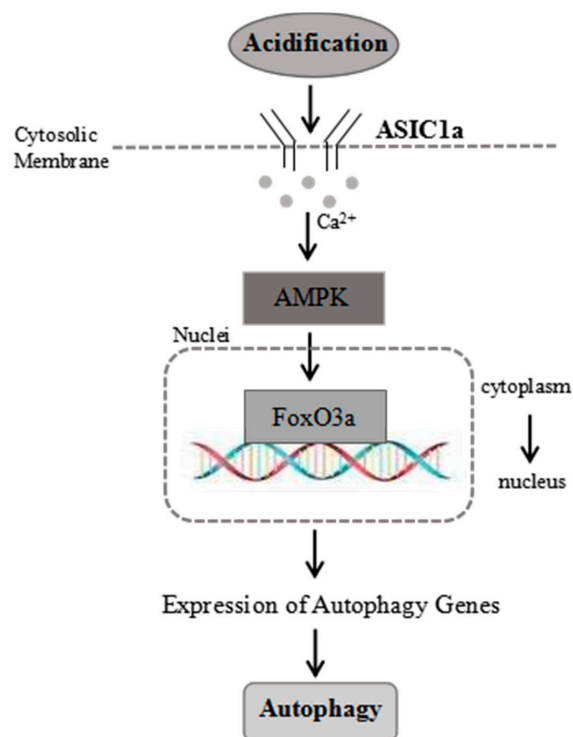 Acidification
ASIC1a
Cytosolic
Membrane
Ca²⁺
AMPK
Nuclei
FoxO3a
cytoplasm
nucleus
Expression of Autophagy Genes
Autophagy